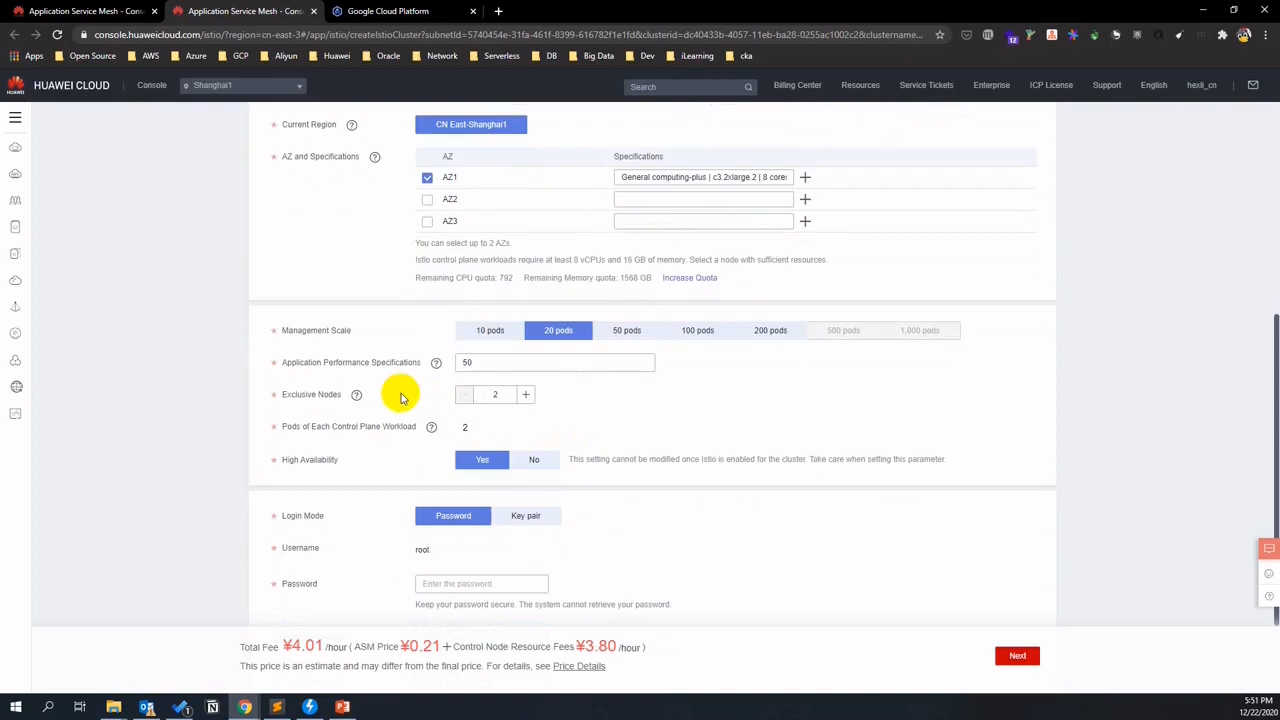 Application Service Mesh - Cons
Application Service Mesh - Cons
Google Cloud Platform
console.huaweicloud.com/istio/?region=cn-east-3#/app/istio/createIstioCluster?subnetId=5740454e-31fa-461f-8399-616782f1e1fd&clusterId=dc40433b-4057-11eb-ba28-0255ac1002c2&clustername...
12
Apps
Open Source
AWS
Azure
GCP
Aliyun
Huawei
Oracle
Network
Serverless
DB
Big Data
Dev
iLearning
cka
HUAWEI CLOUD
Console
Shanghai1
Search
Billing Center
Resources
Service Tickets
Enterprise
ICP License
Support
English
hexli_cn
* Current Region ?
CN East-Shanghai1
* AZ and Specifications ?
AZ
Specifications
AZ1
General computing-plus | c3.2xlarge.2 | 8 cores
AZ2
AZ3
You can select up to 2 AZs.
Istio control plane workloads require at least 8 vCPUs and 16 GB of memory. Select a node with sufficient resources.
Remaining CPU quota: 792 Remaining Memory quota: 1568 GB Increase Quota
* Management Scale
10 pods
20 pods
50 pods
100 pods
200 pods
500 pods
1,000 pods
* Application Performance Specifications ?
50
* Exclusive Nodes ?
2
* Pods of Each Control Plane Workload ?
2
* High Availability
Yes
No
This setting cannot be modified once Istio is enabled for the cluster. Take care when setting this parameter.
* Login Mode
Password
Key pair
* Username
root
* Password
Enter the password
Keep your password secure. The system cannot retrieve your password.
Total Fee ¥4.01 /hour ( ASM Price ¥0.21 + Control Node Resource Fees ¥3.80 /hour )
This price is an estimate and may differ from the final price. For details, see Price Details
Next
5:51 PM
12/22/2020